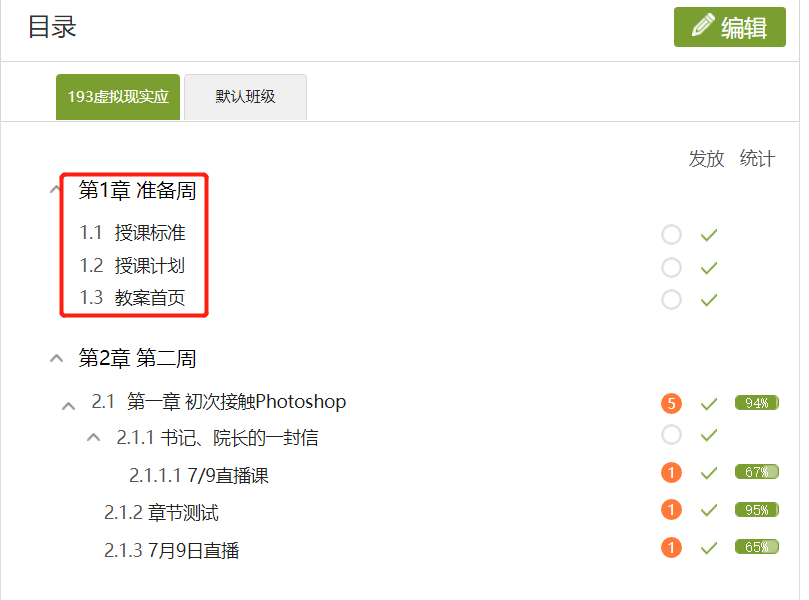 目录
编辑
193虚拟现实应 默认班级
发放 统计
第1章 准备周
1.1 授课标准
1.2 授课计划
1.3 教案首页
第2章 第二周
2.1 第一章 初次接触Photoshop 5 94%
2.1.1 书记、院长的一封信
2.1.1.1 7/9直播课 1 67%
2.1.2 章节测试 1 95%
2.1.3 7月9日直播 1 65%